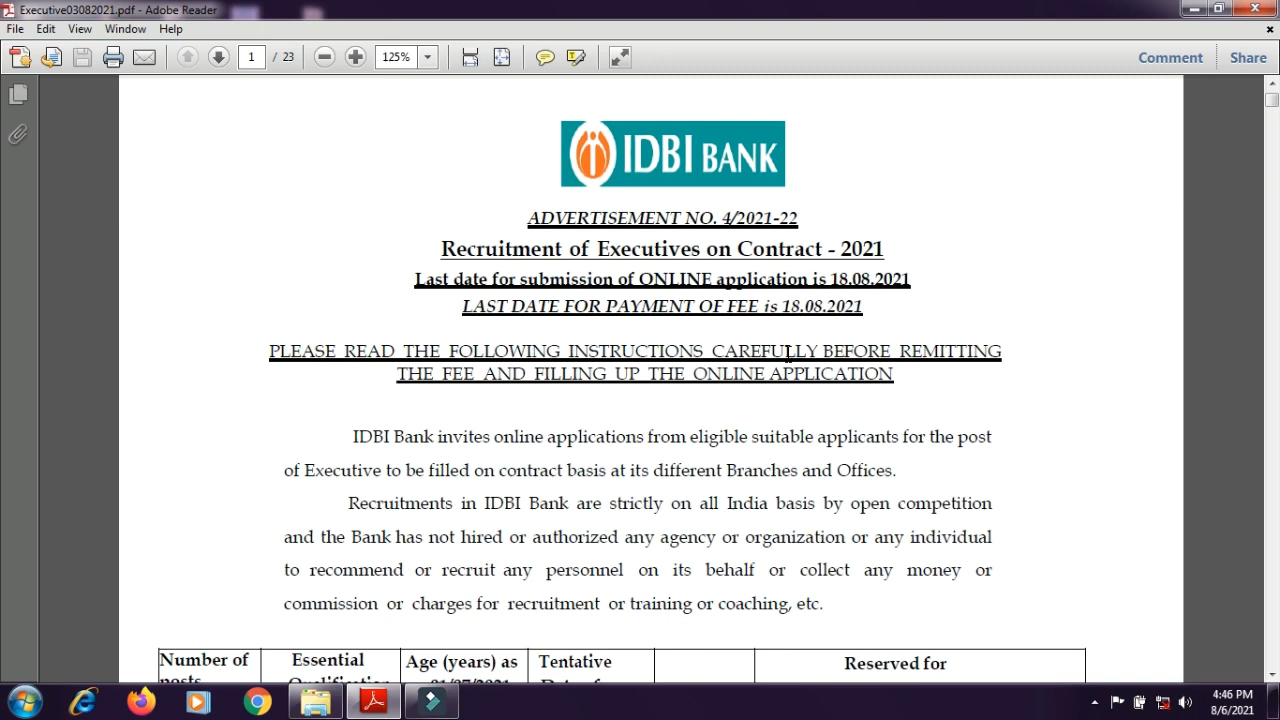 Executive03082021.pdf - Adobe Reader
File Edit View Window Help
1 / 23 125% Comment Share
IDBI BANK
ADVERTISEMENT NO. 4/2021-22
Recruitment of Executives on Contract - 2021
Last date for submission of ONLINE application is 18.08.2021
LAST DATE FOR PAYMENT OF FEE is 18.08.2021
PLEASE READ THE FOLLOWING INSTRUCTIONS CAREFULLY BEFORE REMITTING
THE FEE AND FILLING UP THE ONLINE APPLICATION
IDBI Bank invites online applications from eligible suitable applicants for the post
of Executive to be filled on contract basis at its different Branches and Offices.
Recruitments in IDBI Bank are strictly on all India basis by open competition
and the Bank has not hired or authorized any agency or organization or any individual
to recommend or recruit any personnel on its behalf or collect any money or
commission or charges for recruitment or training or coaching, etc.
Number of Essential Age (years) as Tentative Reserved for
posts Qualification 01/07/2021 Date of
4:46 PM
8/6/2021